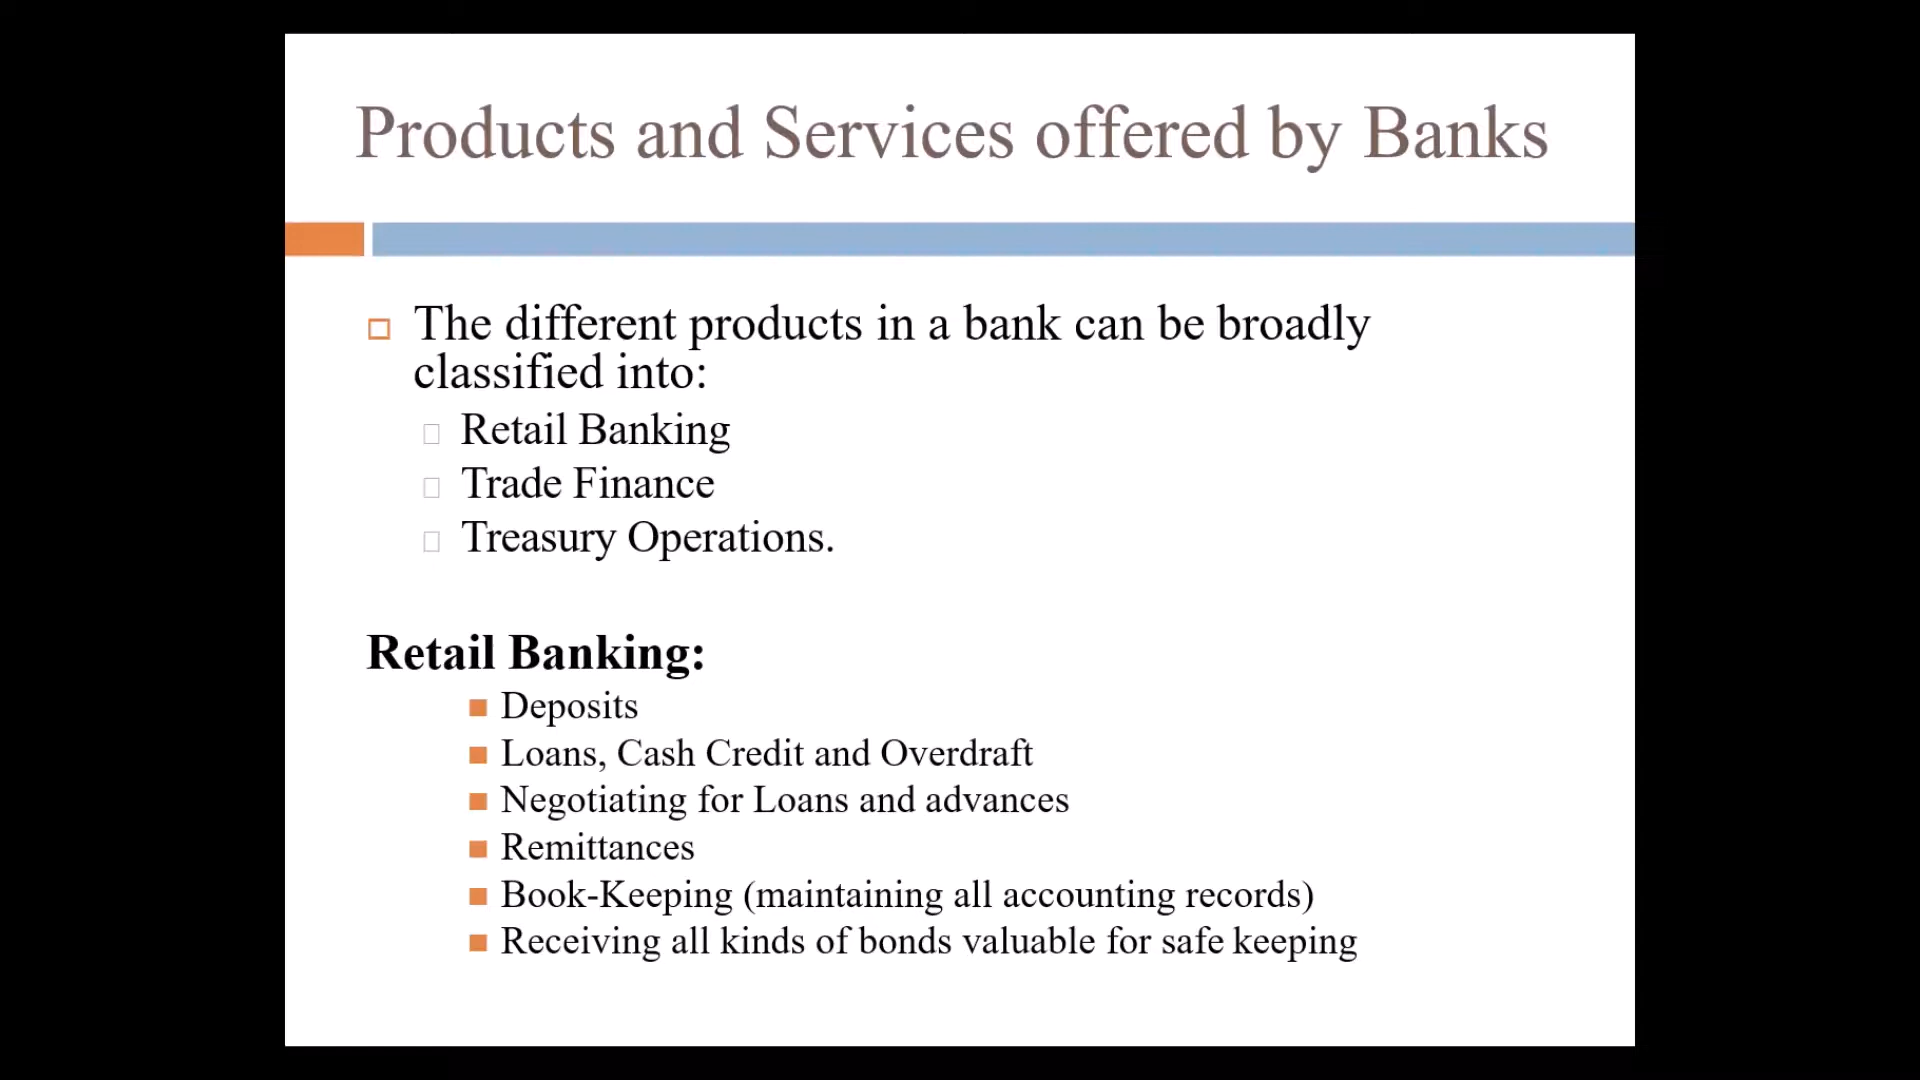 Products and Services offered by Banks
The different products in a bank can be broadly
classified into:
Retail Banking
Trade Finance
Treasury Operations.
Retail Banking:
Deposits
Loans, Cash Credit and Overdraft
Negotiating for Loans and advances
Remittances
Book-Keeping (maintaining all accounting records)
Receiving all kinds of bonds valuable for safe keeping